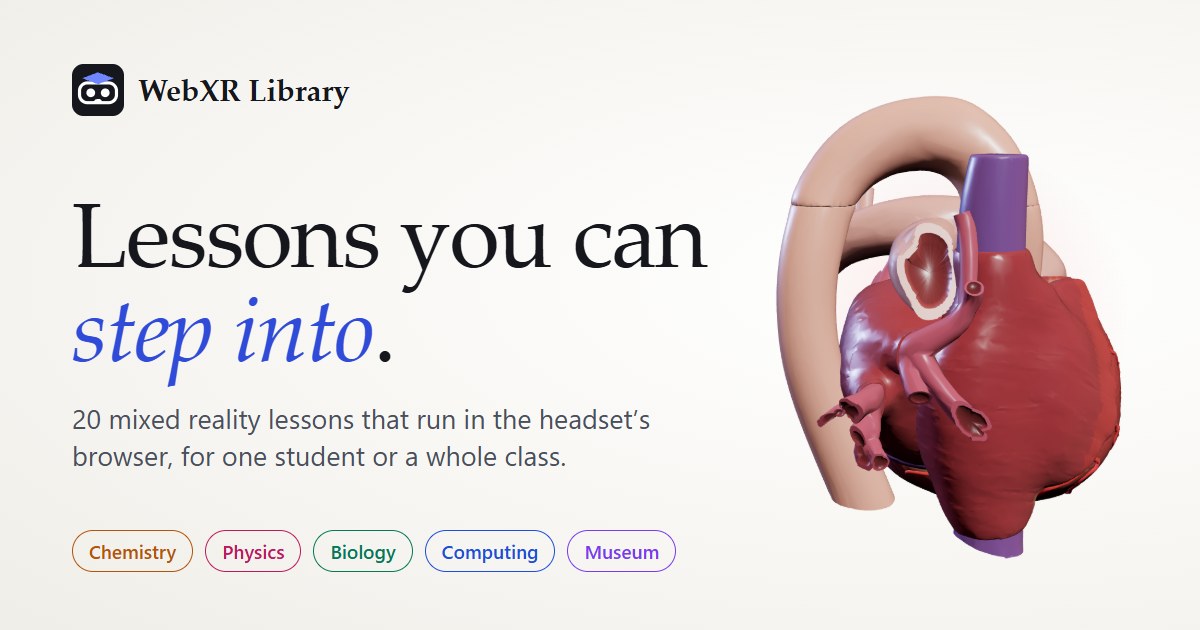 WebXR Library
Lessons you can
step into.
20 mixed reality lessons that run in the headset’s
browser, for one student or a whole class.
Chemistry
Physics
Biology
Computing
Museum